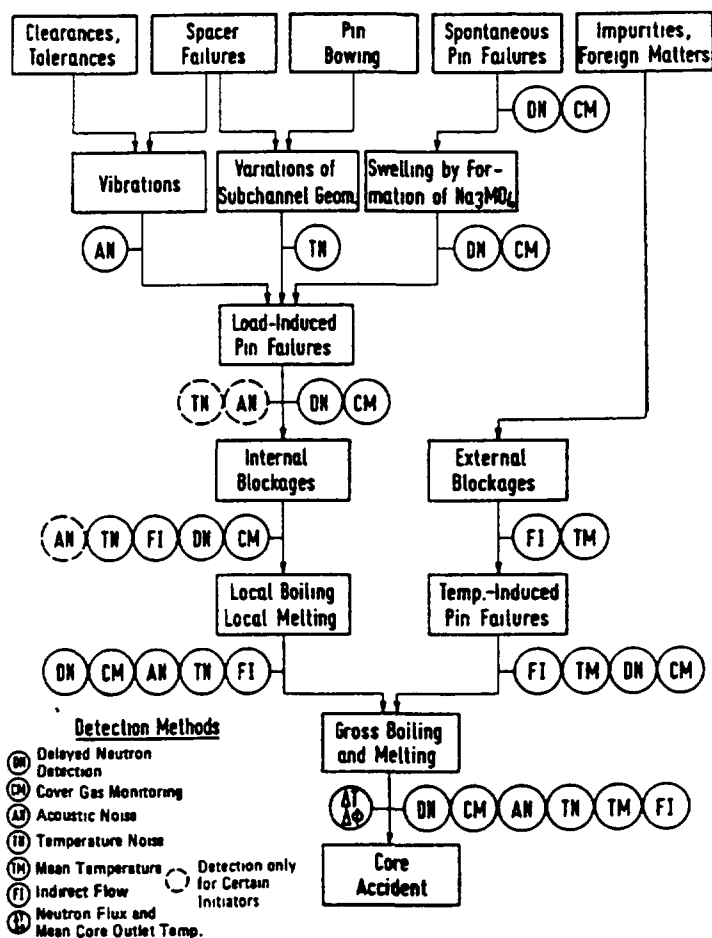 Clearances,
Tolerances
Spacer
Failures
Pin
Bowing
Spontaneous
Pin Failures
Impurities,
Foreign Matters
DN CM
Vibrations
Variations of
Subchannel Geom.
Swelling by For-
mation of Na3MO4
AN
TN
DN CM
Load-Induced
Pin Failures
TN AN DN CM
Internal
Blockages
External
Blockages
AN TN FI DN CM
FI TM
Local Boiling
Local Melting
Temp.-Induced
Pin Failures
DN CM AN TN FI
FI TM DN CM
Gross Boiling
and Melting
ΔT
ΔΦ
DN CM AN TN TM FI
Core
Accident
Detection Methods
DN Delayed Neutron
Detection
CM Cover Gas Monitoring
AN Acoustic Noise
TN Temperature Noise
TM Mean Temperature
FI Indirect Flow
Neutron Flux and
Mean Core Outlet Temp.
Detection only
for Certain
Initiators